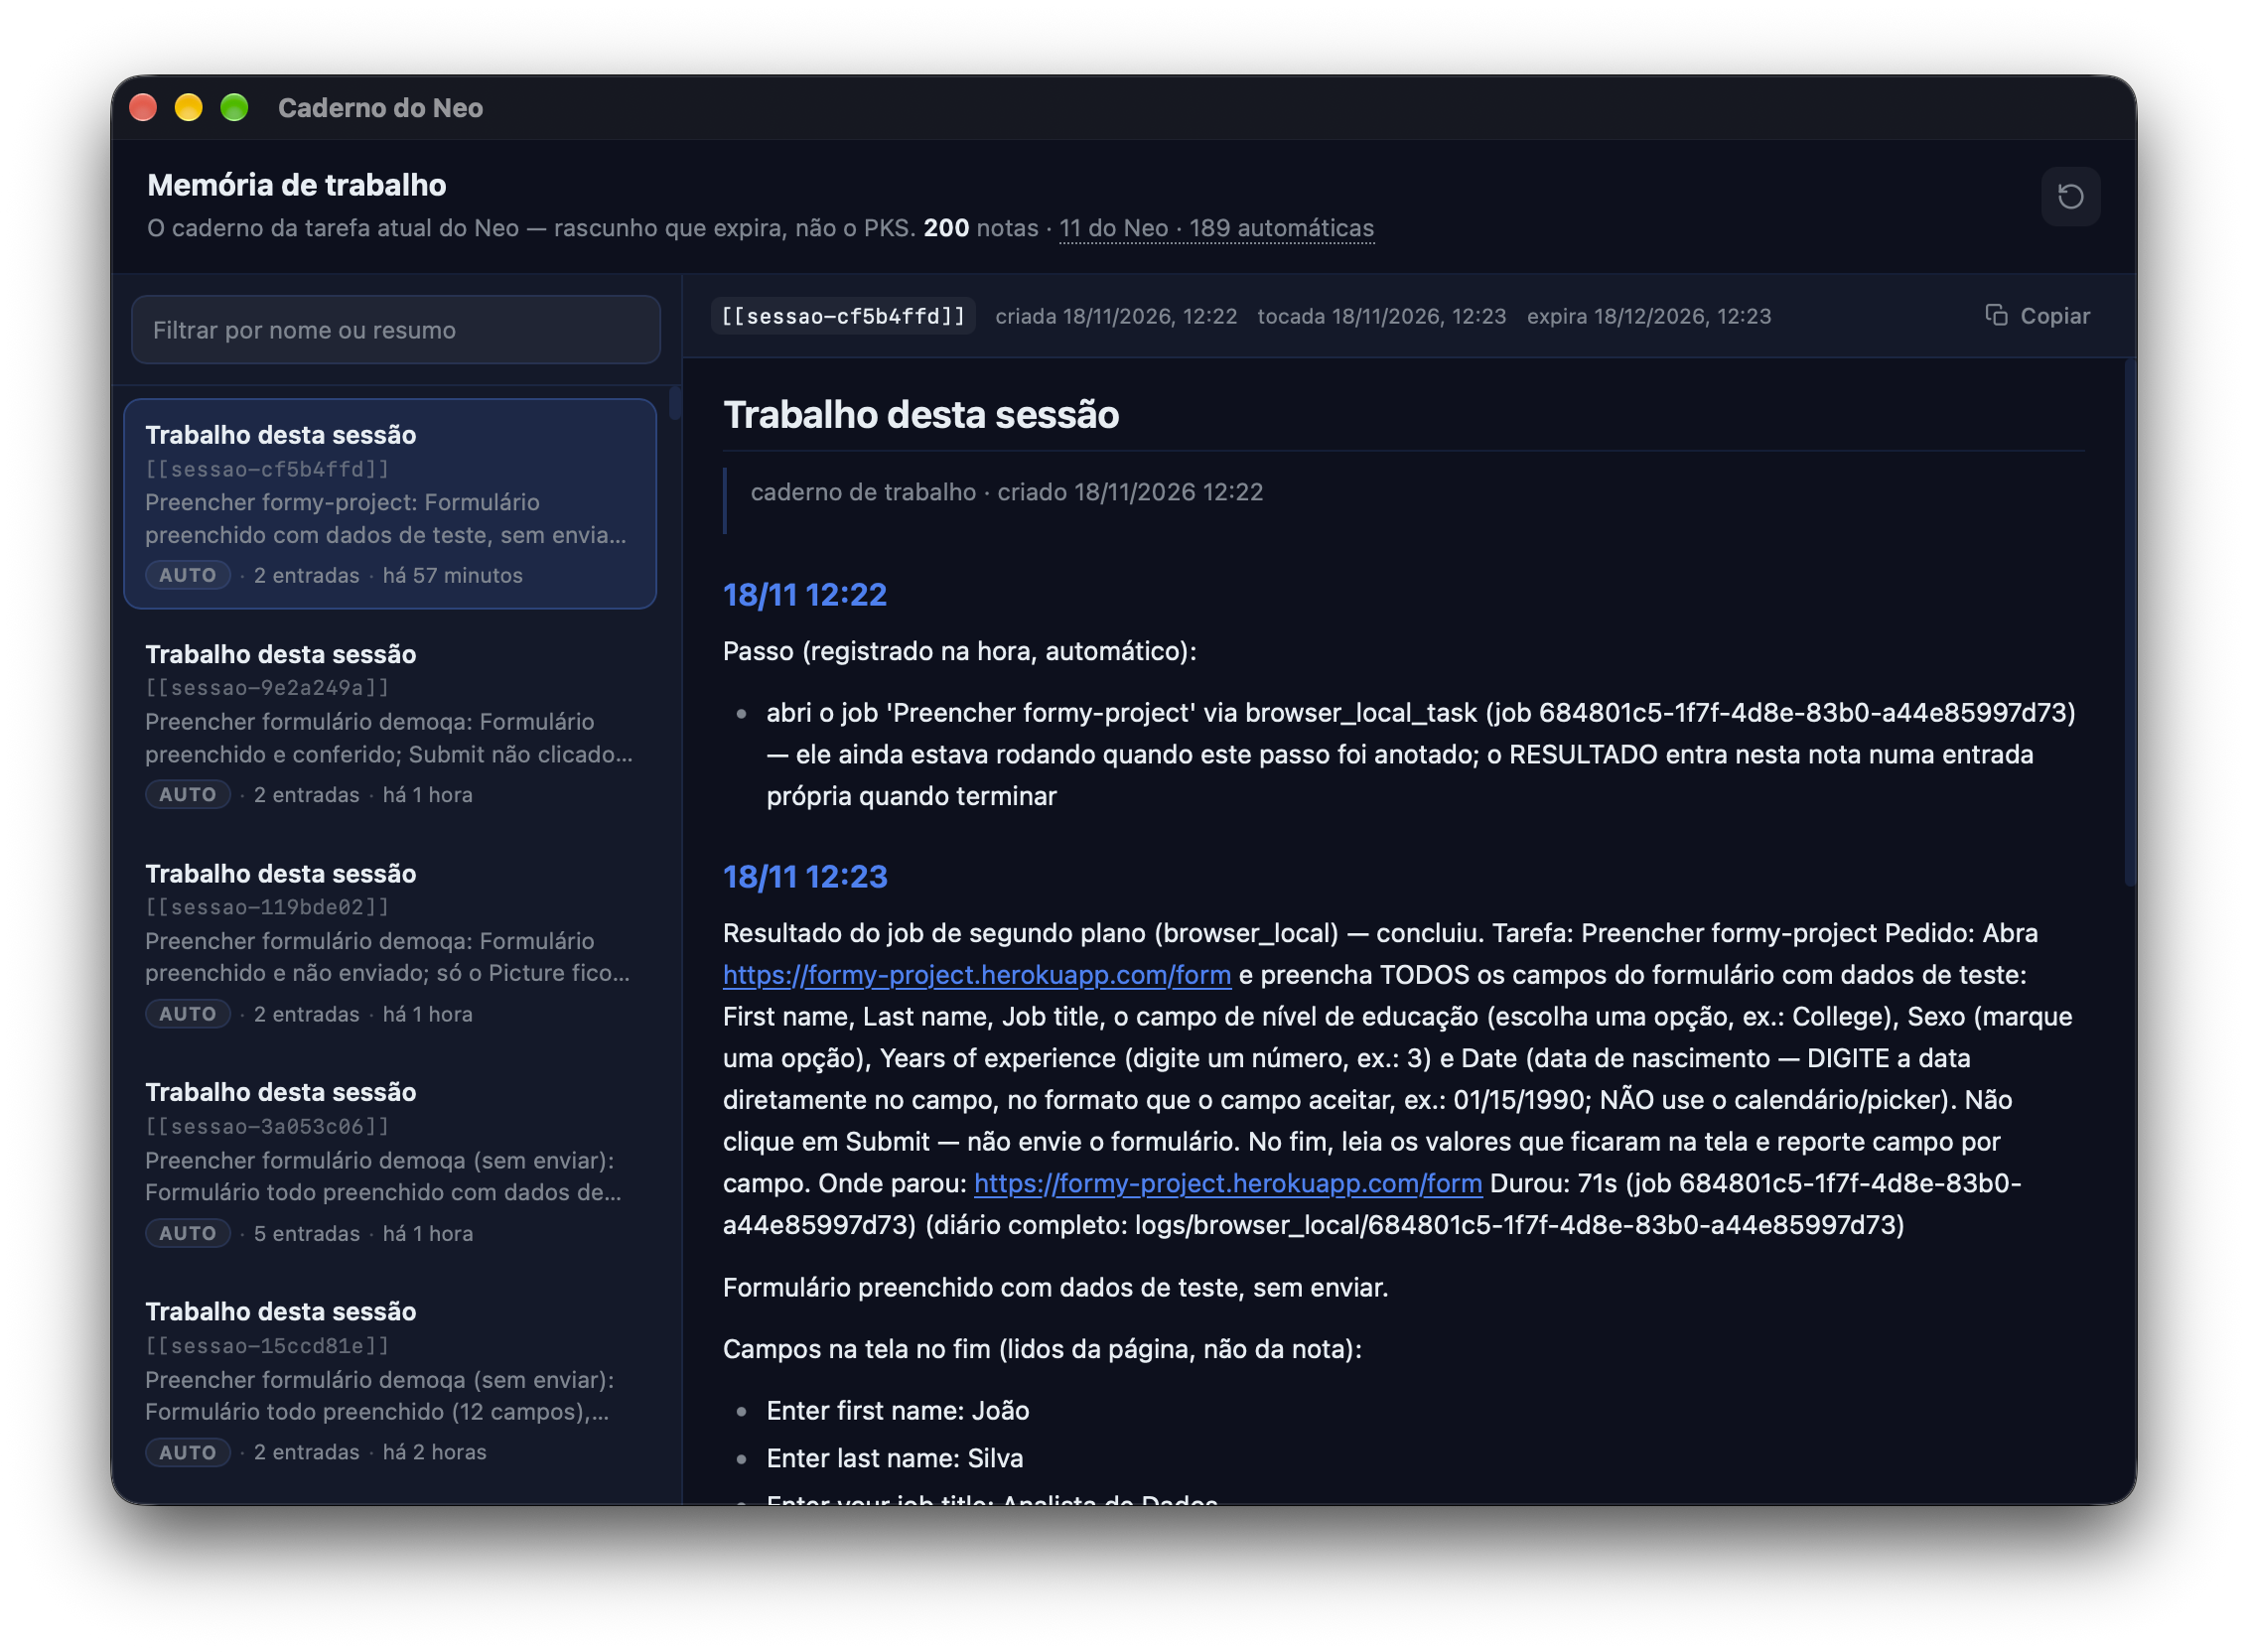 Caderno do Neo
Memória de trabalho
O caderno da tarefa atual do Neo — rascunho que expira, não o PKS. 200 notas · 11 do Neo · 189 automáticas
Filtrar por nome ou resumo
Trabalho desta sessão
[[sessao-cf5b4ffd]]
Preencher formy-project: Formulário
preenchido com dados de teste, sem envia...
AUTO · 2 entradas · há 57 minutos
Trabalho desta sessão
[[sessao-9e2a249a]]
Preencher formulário demoqa: Formulário
preenchido e conferido; Submit não clicado...
AUTO · 2 entradas · há 1 hora
Trabalho desta sessão
[[sessao-119bde02]]
Preencher formulário demoqa: Formulário
preenchido e não enviado; só o Picture fico...
AUTO · 2 entradas · há 1 hora
Trabalho desta sessão
[[sessao-3a053c06]]
Preencher formulário demoqa (sem enviar):
Formulário todo preenchido com dados de...
AUTO · 5 entradas · há 1 hora
Trabalho desta sessão
[[sessao-15ccd81e]]
Preencher formulário demoqa (sem enviar):
Formulário todo preenchido (12 campos),...
AUTO · 2 entradas · há 2 horas
[[sessao-cf5b4ffd]] criada 18/11/2026, 12:22 tocada 18/11/2026, 12:23 expira 18/12/2026, 12:23 Copiar
Trabalho desta sessão
caderno de trabalho · criado 18/11/2026 12:22
18/11 12:22
Passo (registrado na hora, automático):
• abri o job 'Preencher formy-project' via browser_local_task (job 684801c5-1f7f-4d8e-83b0-a44e85997d73)
— ele ainda estava rodando quando este passo foi anotado; o RESULTADO entra nesta nota numa entrada
própria quando terminar
18/11 12:23
Resultado do job de segundo plano (browser_local) — concluiu. Tarefa: Preencher formy-project Pedido: Abra
https://formy-project.herokuapp.com/form e preencha TODOS os campos do formulário com dados de teste:
First name, Last name, Job title, o campo de nível de educação (escolha uma opção, ex.: College), Sexo (marque
uma opção), Years of experience (digite um número, ex.: 3) e Date (data de nascimento — DIGITE a data
diretamente no campo, no formato que o campo aceitar, ex.: 01/15/1990; NÃO use o calendário/picker). Não
clique em Submit — não envie o formulário. No fim, leia os valores que ficaram na tela e reporte campo por
campo. Onde parou: https://formy-project.herokuapp.com/form Durou: 71s (job 684801c5-1f7f-4d8e-83b0-
a44e85997d73) (diário completo: logs/browser_local/684801c5-1f7f-4d8e-83b0-a44e85997d73)
Formulário preenchido com dados de teste, sem enviar.
Campos na tela no fim (lidos da página, não da nota):
• Enter first name: João
• Enter last name: Silva
• Enter your job title: Analista de Dados